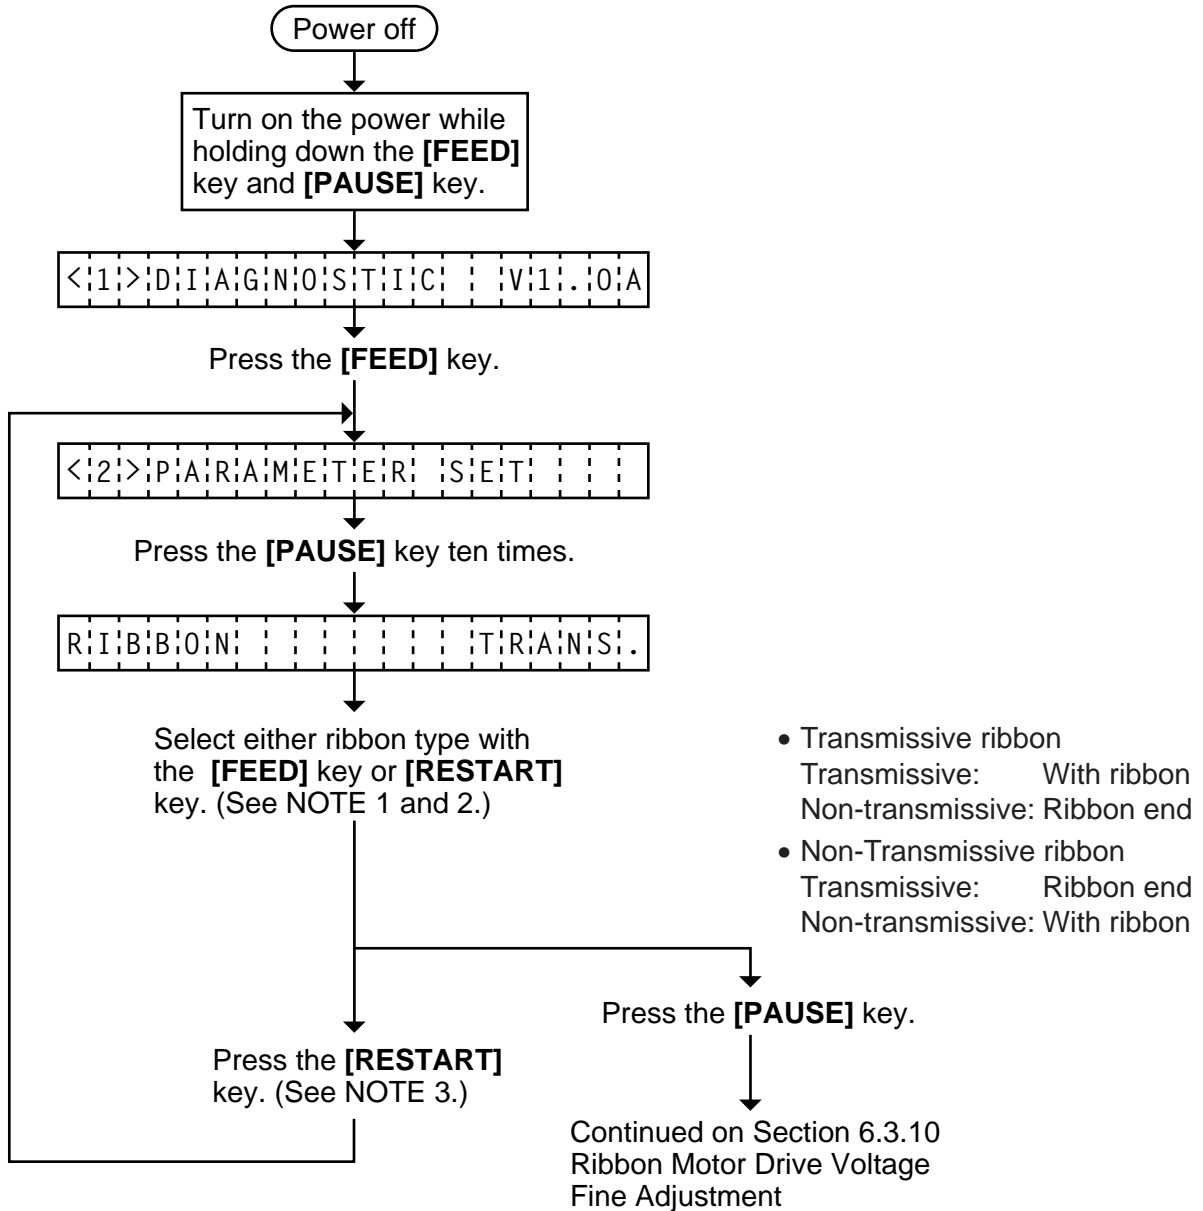 Power off
Turn on the power while
holding down the [FEED]
key and [PAUSE] key.
<1>DIAGNOSTIC  V1.0A
Press the [FEED] key.
<2>PARAMETER SET
Press the [PAUSE] key ten times.
RIBBON        TRANS.
Select either ribbon type with
the [FEED] key or [RESTART]
key. (See NOTE 1 and 2.)
• Transmissive ribbon
Transmissive: With ribbon
Non-transmissive: Ribbon end
• Non-Transmissive ribbon
Transmissive: Ribbon end
Non-transmissive: With ribbon
Press the [RESTART]
key. (See NOTE 3.)
Press the [PAUSE] key.
Continued on Section 6.3.10
Ribbon Motor Drive Voltage
Fine Adjustment